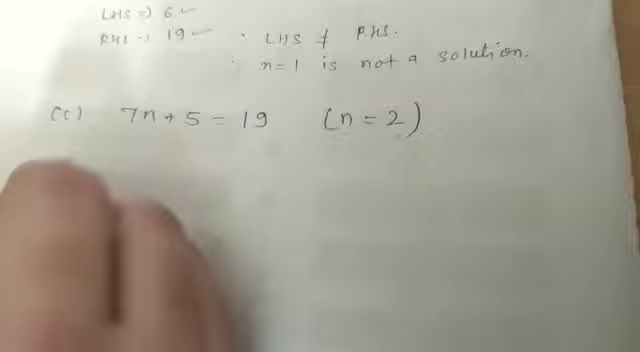 LHS => 6 ✓
RHS => 19 ✓ . LHS ≠ RHS.
∴ n=1 is not a solution.
(c) 7n + 5 = 19 (n = 2)